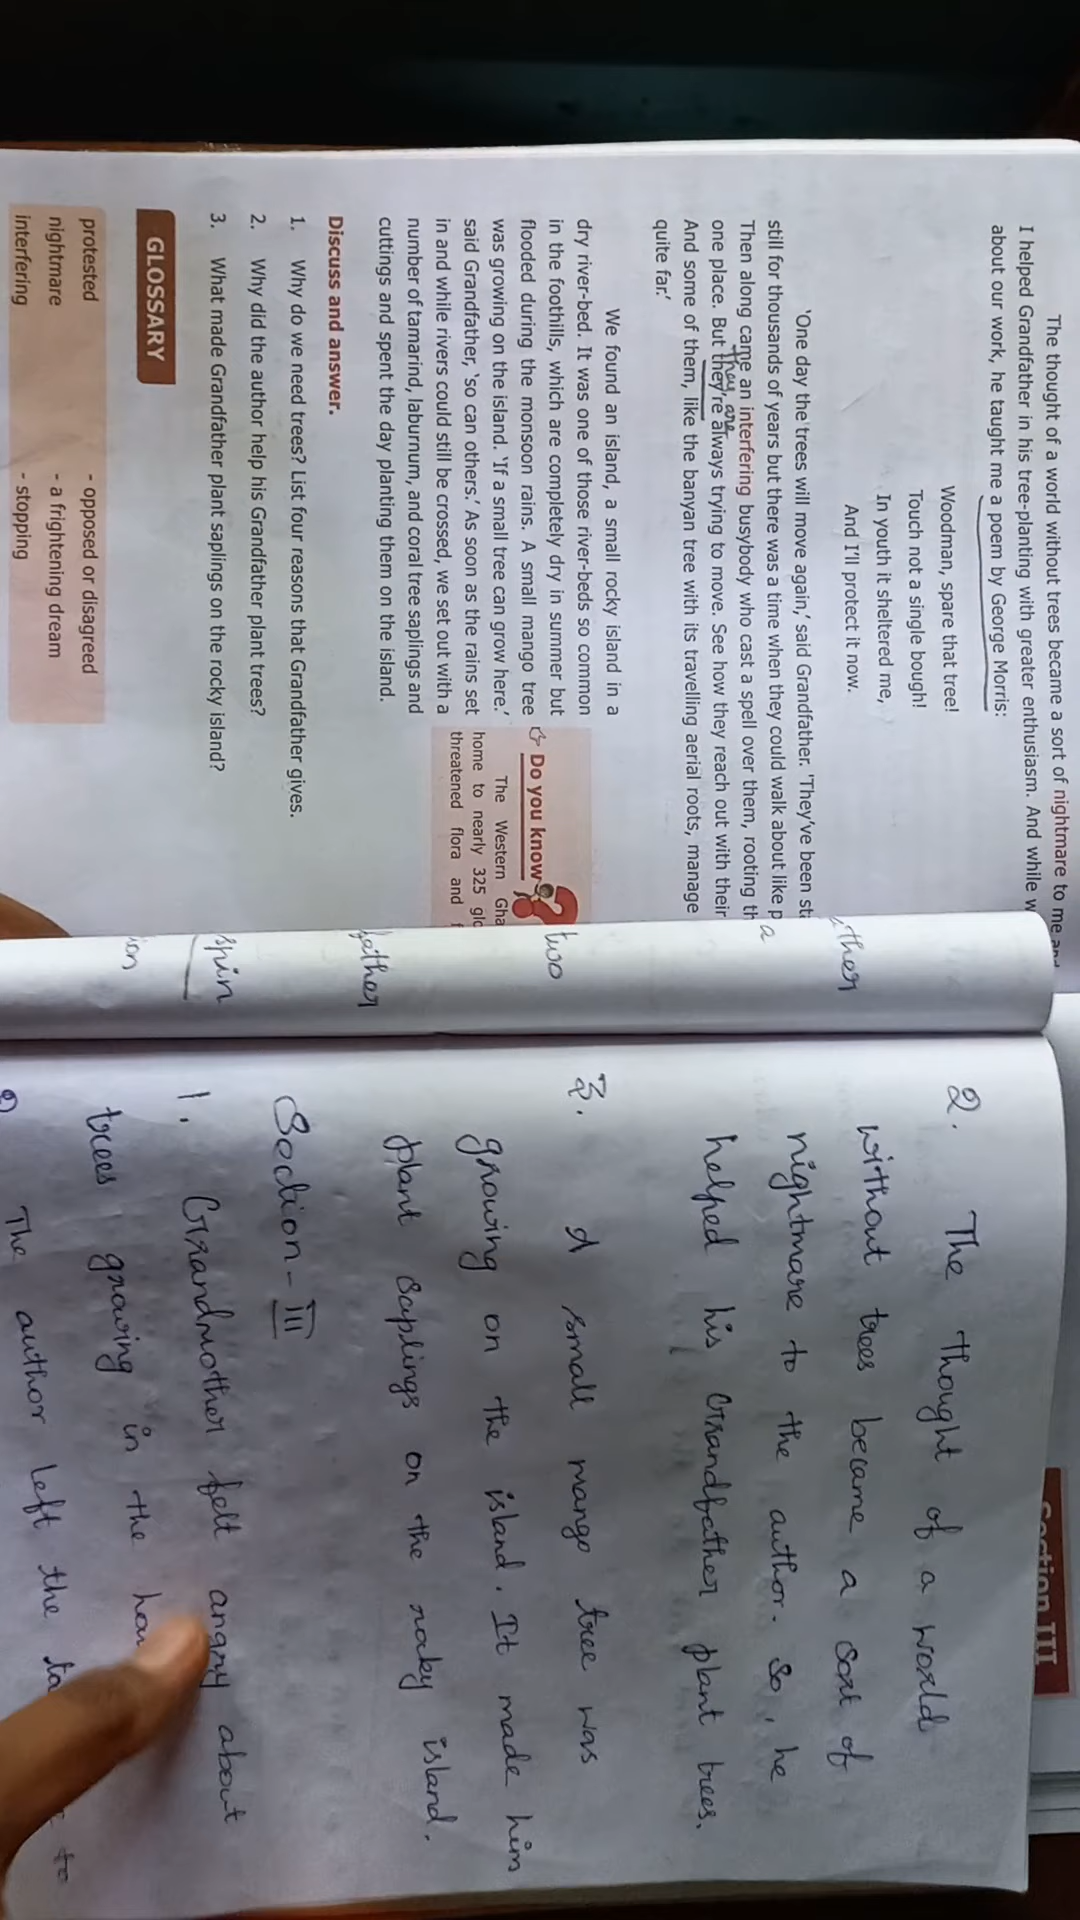 The thought of a world without trees became a sort of nightmare to me and
I helped Grandfather in his tree-planting with greater enthusiasm. And while w
about our work, he taught me a poem by George Morris:
Woodman, spare that tree!
Touch not a single bough!
In youth it sheltered me,
And I'll protect it now.
'One day the trees will move again,' said Grandfather. 'They've been st
still for thousands of years but there was a time when they could walk about like p
Then along came an interfering busybody who cast a spell over them, rooting th
they are
one place. But they're always trying to move. See how they reach out with their
And some of them, like the banyan tree with its travelling aerial roots, manage
quite far.'
We found an island, a small rocky island in a
dry river-bed. It was one of those river-beds so common
in the foothills, which are completely dry in summer but
flooded during the monsoon rains. A small mango tree
was growing on the island. 'If a small tree can grow here,'
said Grandfather, 'so can others.' As soon as the rains set
in and while rivers could still be crossed, we set out with a
number of tamarind, laburnum, and coral tree saplings and
cuttings and spent the day planting them on the island.
Do you know
The Western Gha
home to nearly 325 glo
threatened flora and f
Discuss and answer.
1. Why do we need trees? List four reasons that Grandfather gives.
2. Why did the author help his Grandfather plant trees?
3. What made Grandfather plant saplings on the rocky island?
GLOSSARY
protested - opposed or disagreed
nightmare - a frightening dream
interfering - stopping
ther
a
two
father
spin
ion
Section III
2. The thought of a world
without trees became a sort of
nightmare to the author. So, he
helped his Grandfather plant trees.
3. A small mango tree was
growing on the island. It made him
plant saplings on the rocky island.
Section-III
1. Grandmother felt angry about
trees growing in the ho
2) The author left the to
to